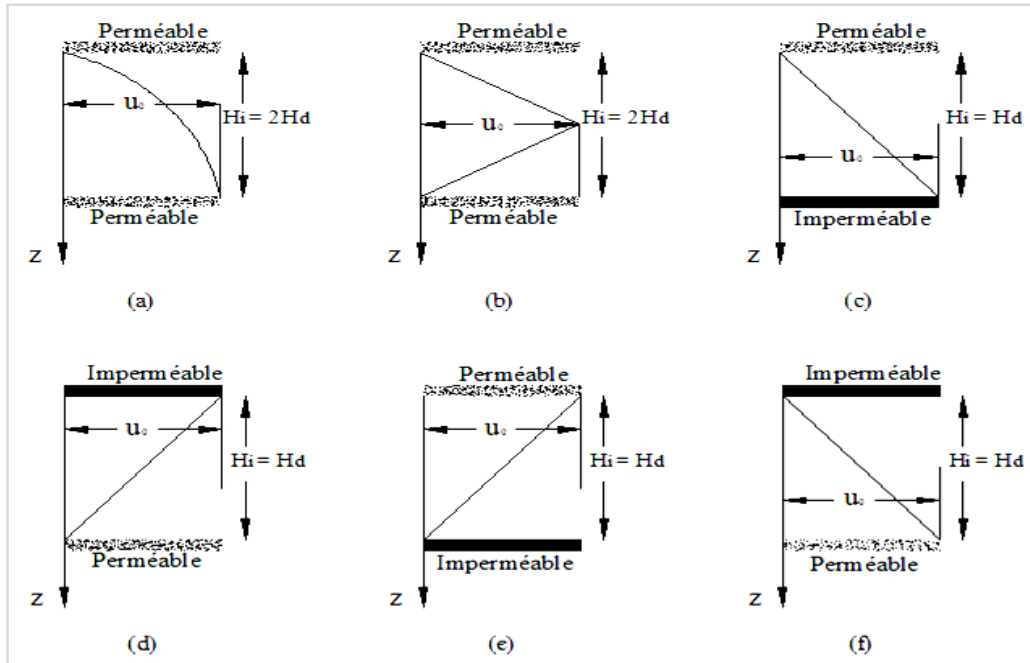 Perméable
u₀
Hi = 2Hd
Perméable
z
(a)
Perméable
u₀
Hi = 2Hd
Perméable
z
(b)
Perméable
u₀
Hi = Hd
Imperméable
z
(c)
Imperméable
u₀
Hi = Hd
Perméable
z
(d)
Perméable
u₀
Hi = Hd
Imperméable
z
(e)
Imperméable
u₀
Hi = Hd
Perméable
z
(f)